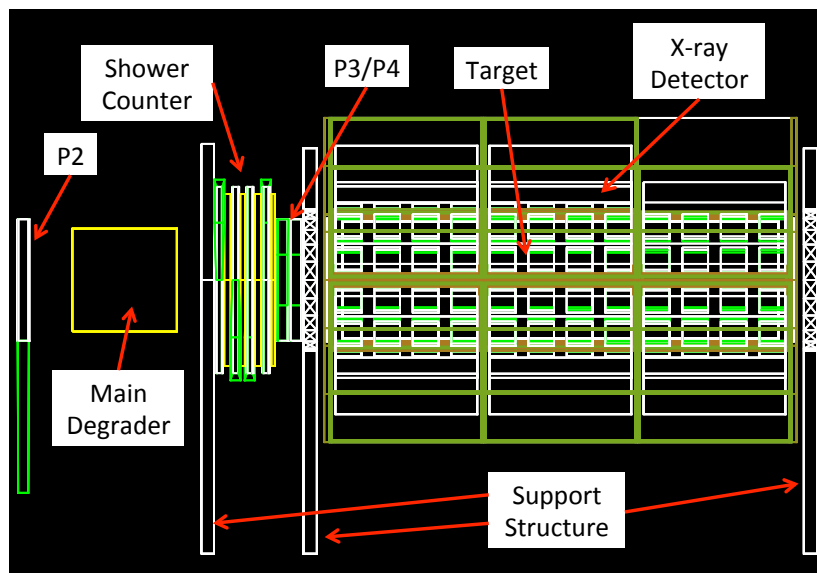 Shower
Counter
P3/P4
Target
X-ray
Detector
P2
Main
Degrader
Support
Structure